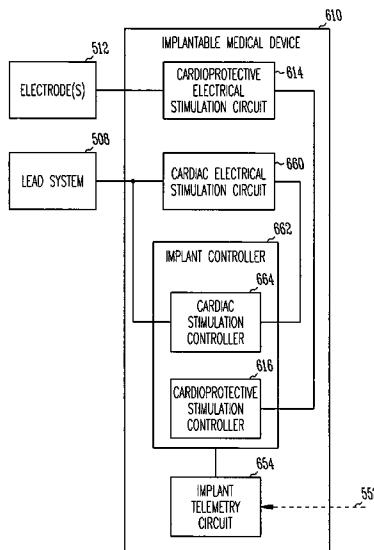 610
IMPLANTABLE MEDICAL DEVICE
512
ELECTRODE(S)
614
CARDIOPROTECTIVE
ELECTRICAL
STIMULATION CIRCUIT
508
LEAD SYSTEM
660
CARDIAC ELECTRICAL
STIMULATION CIRCUIT
662
IMPLANT CONTROLLER
664
CARDIAC
STIMULATION
CONTROLLER
616
CARDIOPROTECTIVE
STIMULATION
CONTROLLER
654
IMPLANT
TELEMETRY
CIRCUIT